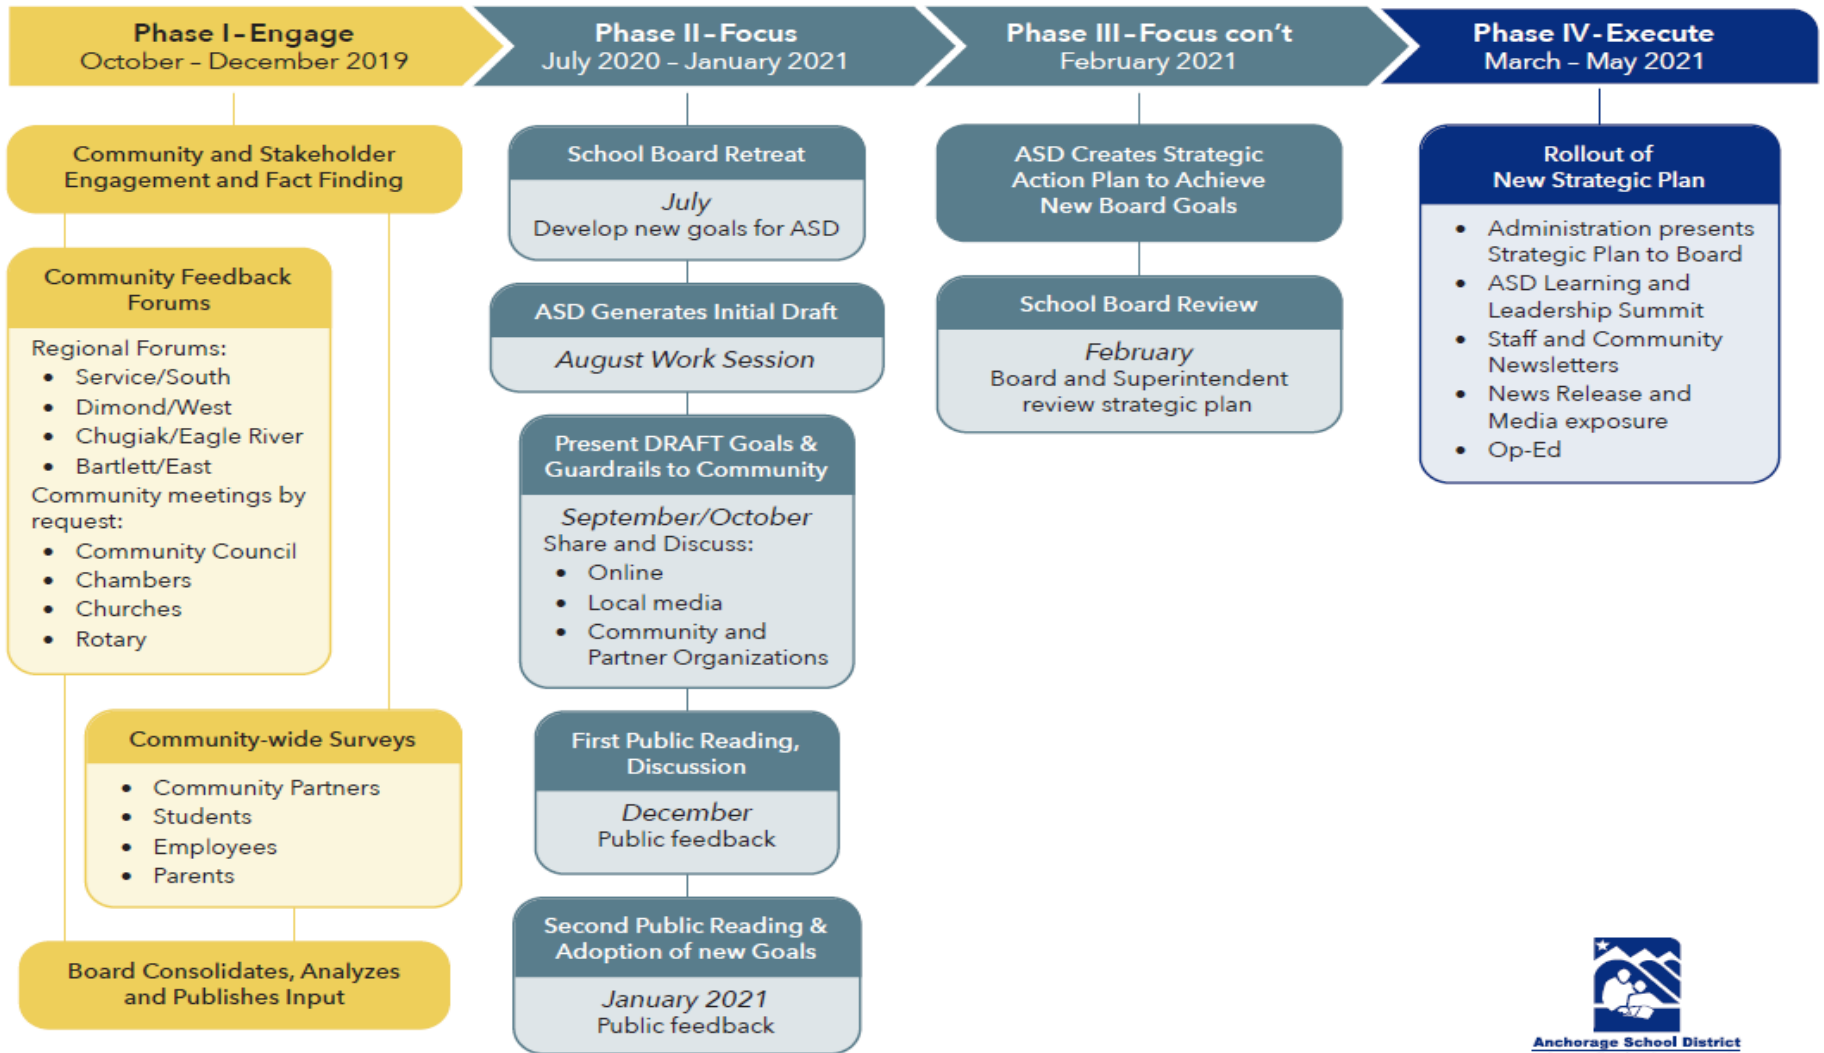 Phase I – Engage
October – December 2019
Community and Stakeholder
Engagement and Fact Finding
Community Feedback
Forums
Regional Forums:
• Service/South
• Dimond/West
• Chugiak/Eagle River
• Bartlett/East
Community meetings by
request:
• Community Council
• Chambers
• Churches
• Rotary
Community-wide Surveys
• Community Partners
• Students
• Employees
• Parents
Board Consolidates, Analyzes
and Publishes Input
Phase II – Focus
July 2020 – January 2021
School Board Retreat
July
Develop new goals for ASD
ASD Generates Initial Draft
August Work Session
Present DRAFT Goals &
Guardrails to Community
September/October
Share and Discuss:
• Online
• Local media
• Community and
Partner Organizations
First Public Reading,
Discussion
December
Public feedback
Second Public Reading &
Adoption of new Goals
January 2021
Public feedback
Phase III – Focus con't
February 2021
ASD Creates Strategic
Action Plan to Achieve
New Board Goals
School Board Review
February
Board and Superintendent
review strategic plan
Phase IV - Execute
March – May 2021
Rollout of
New Strategic Plan
• Administration presents
Strategic Plan to Board
• ASD Learning and
Leadership Summit
• Staff and Community
Newsletters
• News Release and
Media exposure
• Op-Ed
Anchorage School District